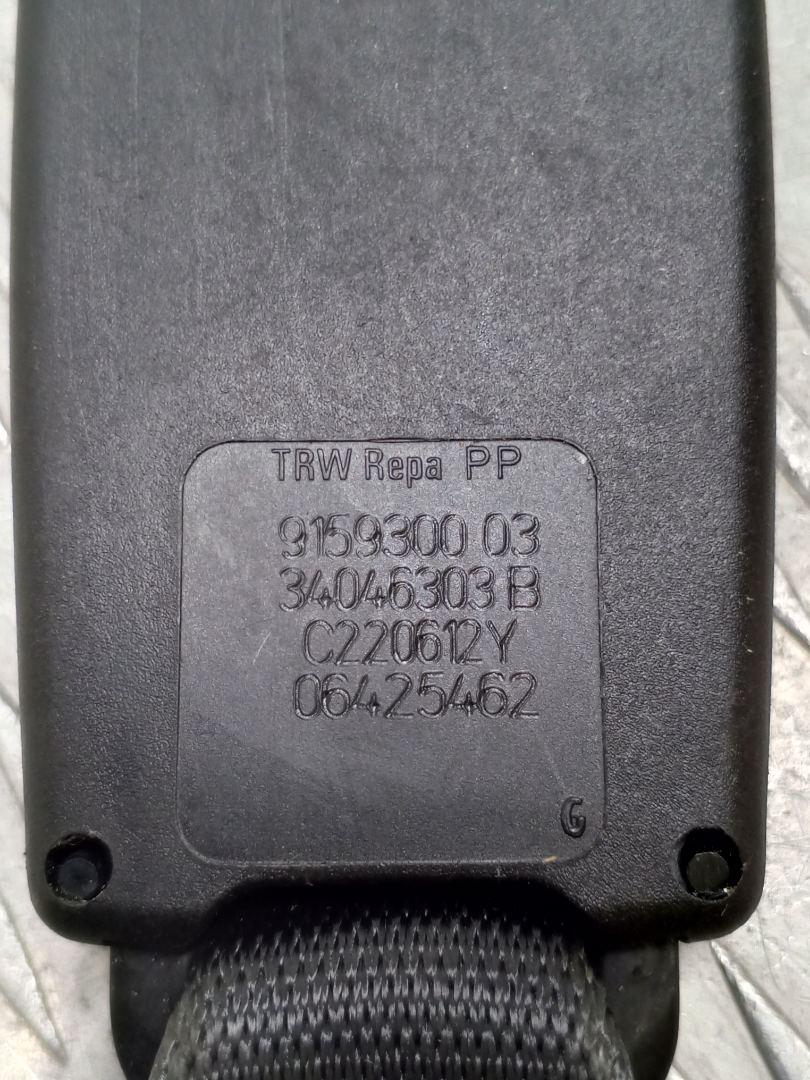 TRW Repa PP
9159300 03
34046303 B
C220612Y
06425462
G